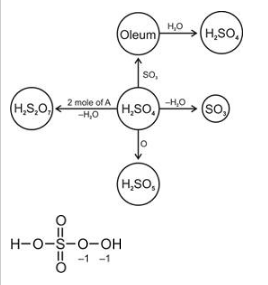 Oleum H₂O H₂SO₄
SO₃
H₂S₂O₇ 2 mole of A –H₂O H₂SO₄ –H₂O SO₃
O
H₂SO₅
O
H–O–S–O–OH
–1 –1
O